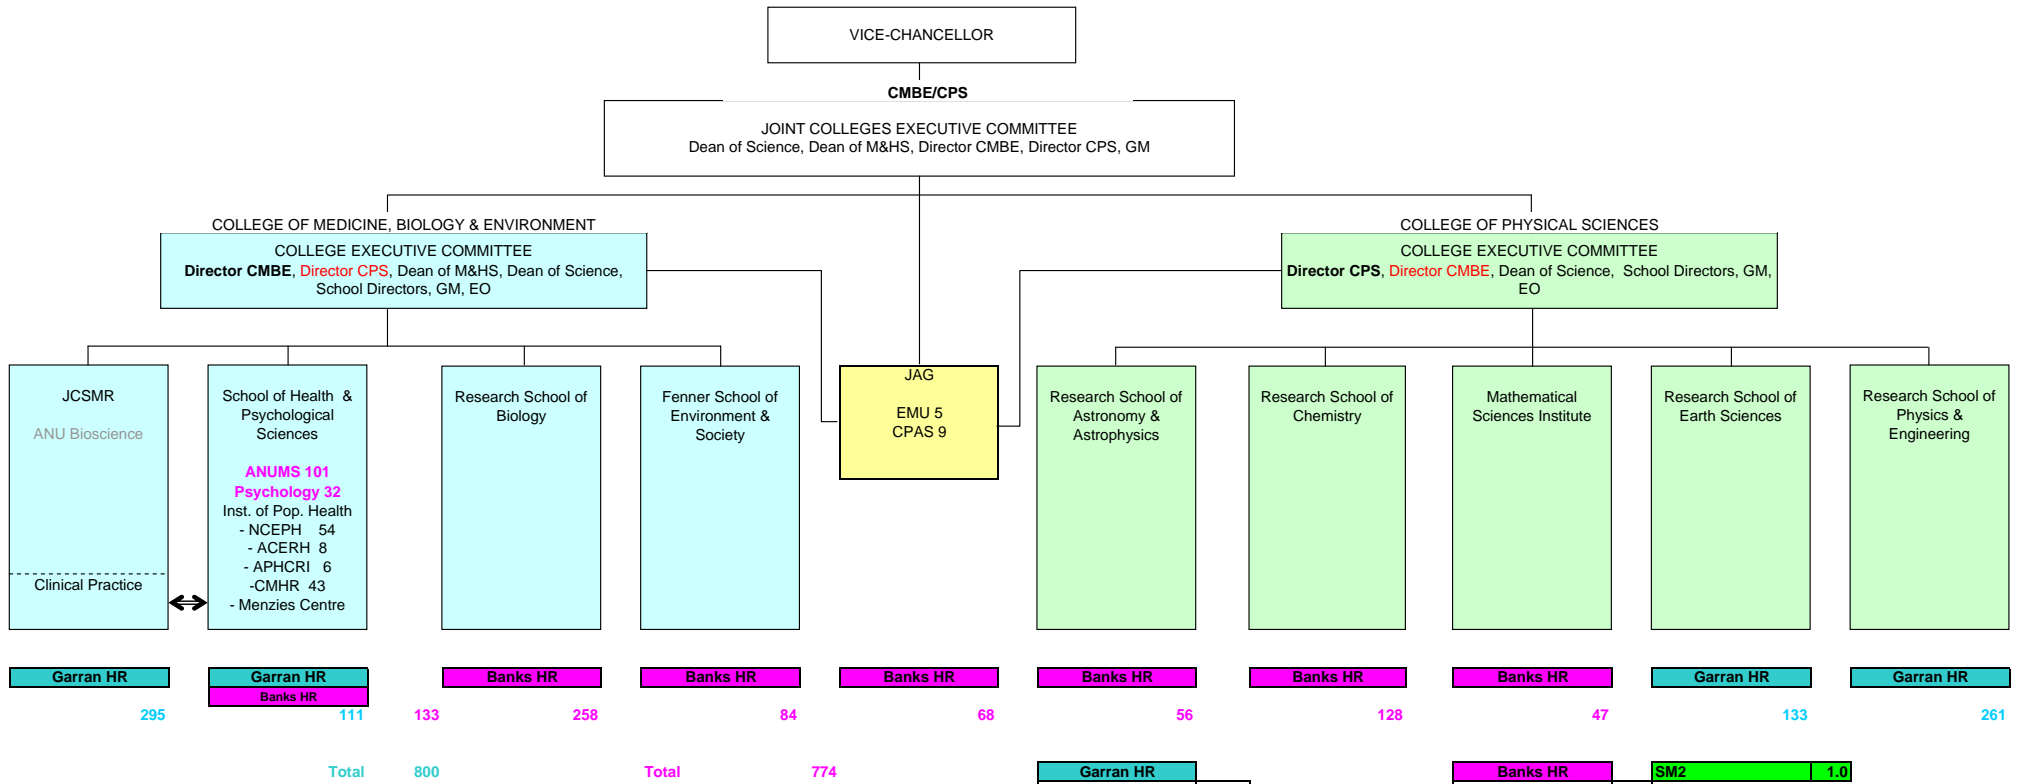 VICE-CHANCELLOR
CMBE/CPS
JOINT COLLEGES EXECUTIVE COMMITTEE
Dean of Science, Dean of M&HS, Director CMBE, Director CPS, GM
COLLEGE OF MEDICINE, BIOLOGY & ENVIRONMENT
COLLEGE EXECUTIVE COMMITTEE
Director CMBE, Director CPS, Dean of M&HS, Dean of Science,
School Directors, GM, EO
COLLEGE OF PHYSICAL SCIENCES
COLLEGE EXECUTIVE COMMITTEE
Director CPS, Director CMBE, Dean of Science, School Directors, GM,
EO
JCSMR
ANU Bioscience
Clinical Practice
School of Health &
Psychological
Sciences
ANUMS 101
Psychology 32
Inst. of Pop. Health
- NCEPH 54
- ACERH 8
- APHCRI 6
-CMHR 43
- Menzies Centre
Research School of
Biology
Fenner School of
Environment &
Society
JAG
EMU 5
CPAS 9
Research School of
Astronomy &
Astrophysics
Research School of
Chemistry
Mathematical
Sciences Institute
Research School of
Earth Sciences
Research School of
Physics &
Engineering
Garran HR
Garran HR
Banks HR
Banks HR
Banks HR
Banks HR
Banks HR
Banks HR
Banks HR
Garran HR
Garran HR
295 111 133 258 84 68 56 128 47 133 261
Total 800 Total 774
Garran HR
Banks HR
SM2 1.0